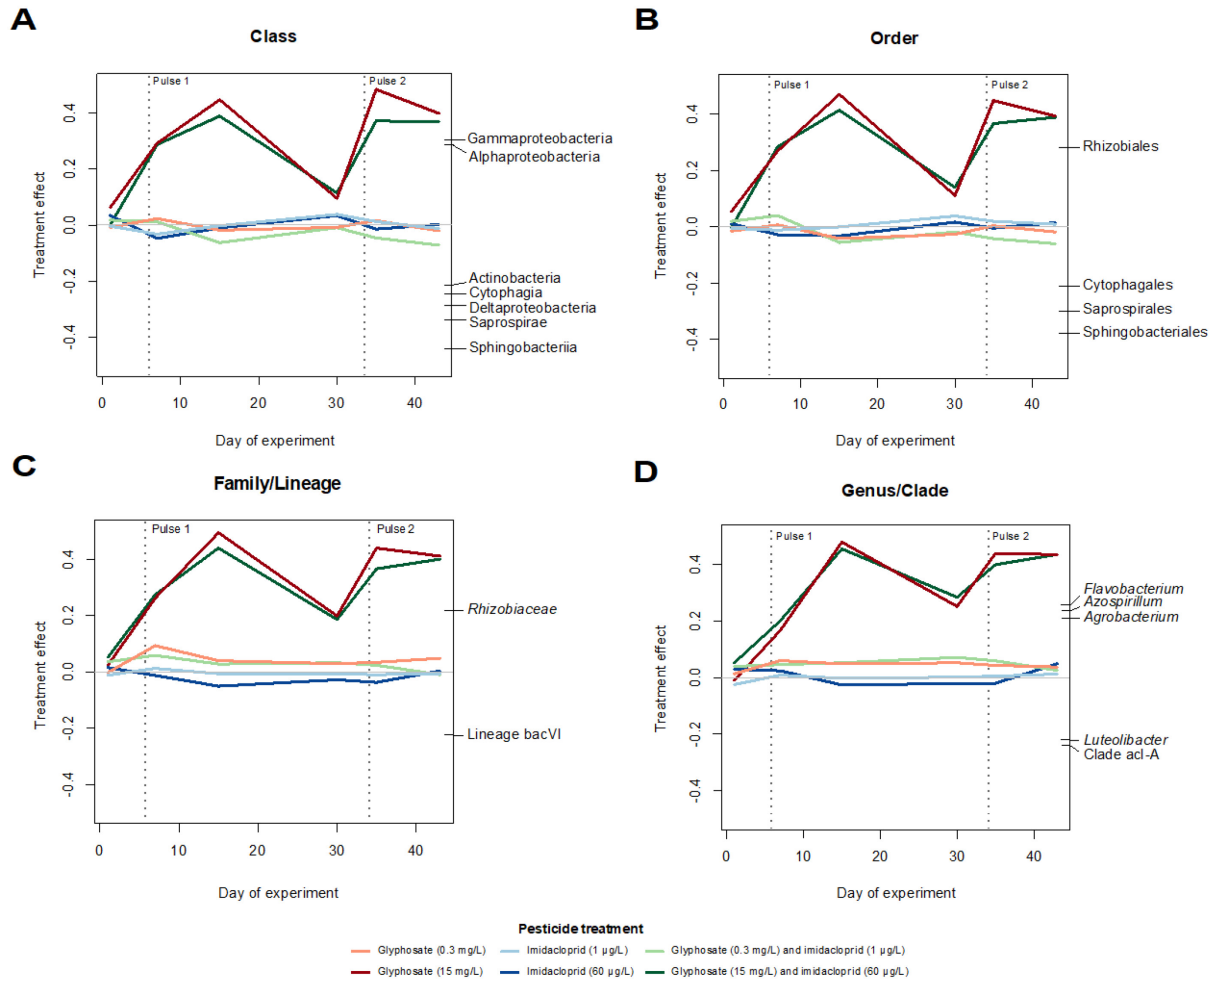 A
Class
Pulse 1
Pulse 2
Treatment effect
0.4
0.2
0.0
-0.2
-0.4
Gammaproteobacteria
Alphaproteobacteria
Actinobacteria
Cytophagia
Deltaproteobacteria
Saprospirae
Sphingobacteriia
0 10 20 30 40
Day of experiment
B
Order
Pulse 1
Pulse 2
Treatment effect
0.4
0.2
0.0
-0.2
-0.4
Rhizobiales
Cytophagales
Saprospirales
Sphingobacteriales
0 10 20 30 40
Day of experiment
C
Family/Lineage
Pulse 1
Pulse 2
Treatment effect
0.4
0.2
0.0
-0.2
-0.4
Rhizobiaceae
Lineage bacVI
0 10 20 30 40
Day of experiment
D
Genus/Clade
Pulse 1
Pulse 2
Treatment effect
0.4
0.2
0.0
-0.2
-0.4
Flavobacterium
Azospirillum
Agrobacterium
Luteolibacter
Clade acI-A
0 10 20 30 40
Day of experiment
Pesticide treatment
Glyphosate (0.3 mg/L) Imidacloprid (1 µg/L) Glyphosate (0.3 mg/L) and imidacloprid (1 µg/L)
Glyphosate (15 mg/L) Imidacloprid (60 µg/L) Glyphosate (15 mg/L) and imidacloprid (60 µg/L)